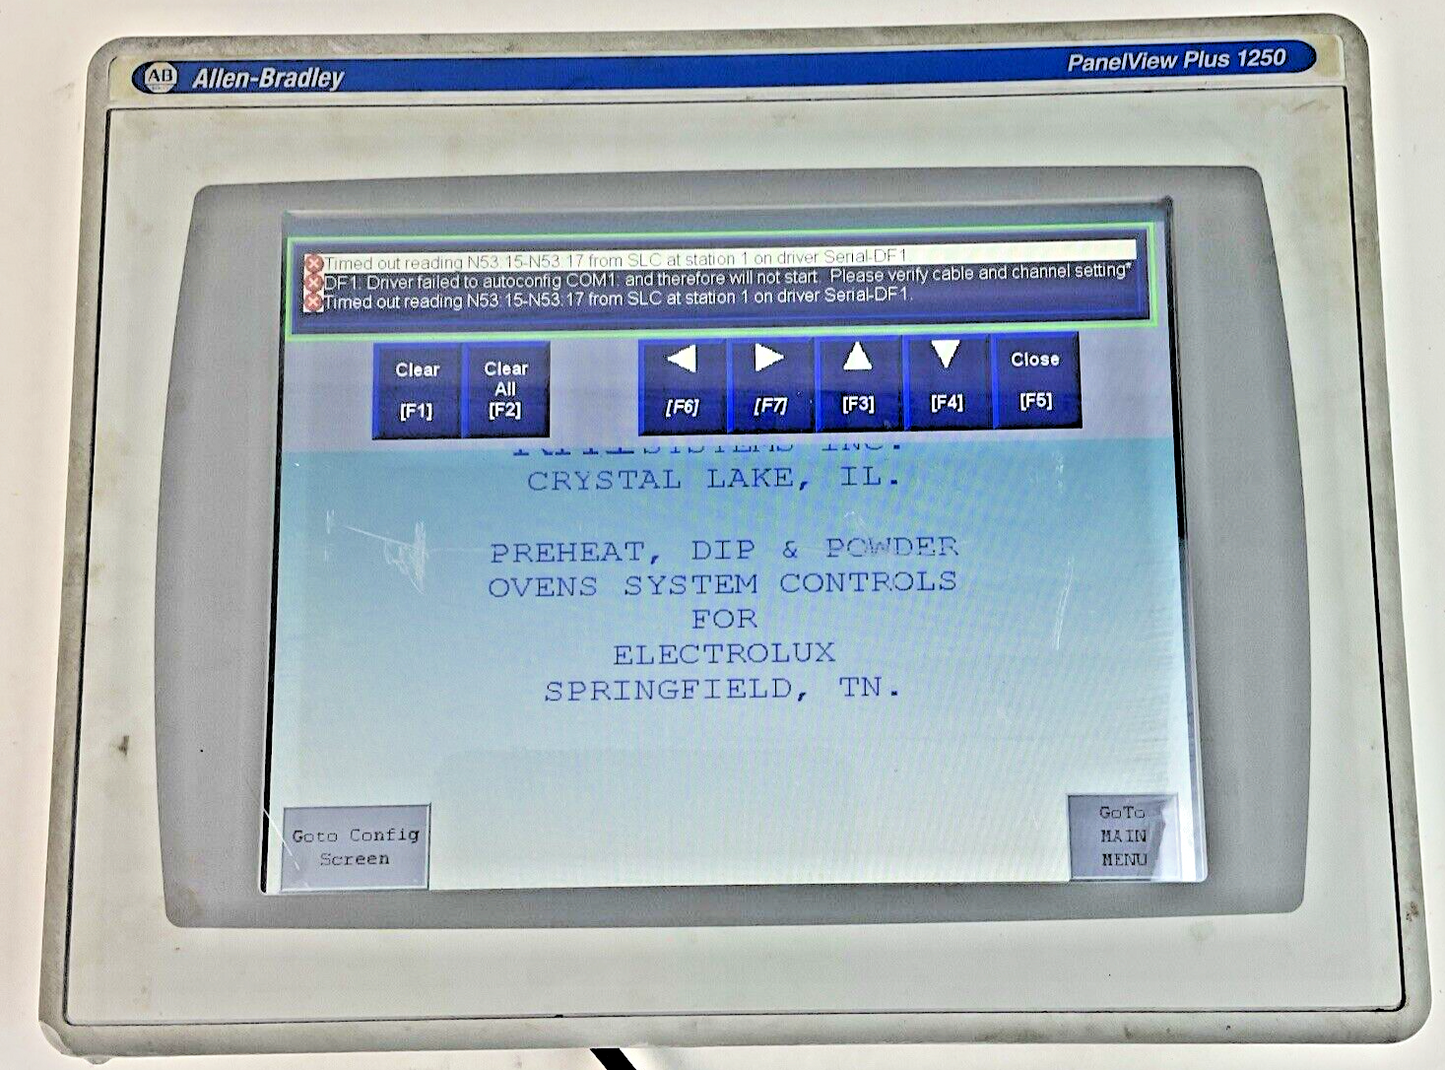 AB Allen-Bradley
PanelView Plus 1250
Timed out reading N53:15-N53:17 from SLC at station 1 on driver Serial-DF1.
DF1: Driver failed to autoconfig COM1: and therefore will not start. Please verify cable and channel setting*
Timed out reading N53:15-N53:17 from SLC at station 1 on driver Serial-DF1.
Clear
[F1]
Clear
All
[F2]
[F6]
[F7]
[F3]
[F4]
Close
[F5]
INC.
CRYSTAL LAKE, IL.
PREHEAT, DIP & POWDER
OVENS SYSTEM CONTROLS
FOR
ELECTROLUX
SPRINGFIELD, TN.
Goto Config
Screen
GoTo
MAIN
MENU